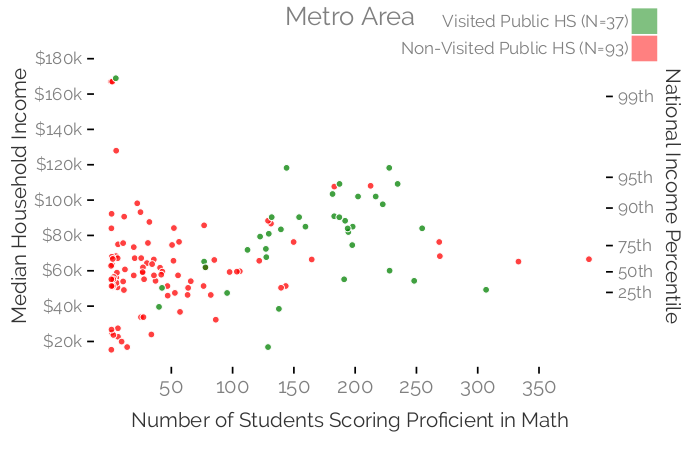 Metro Area
Visited Public HS (N=37)
Non-Visited Public HS (N=93)
Median Household Income
$180k
$160k
$140k
$120k
$100k
$80k
$60k
$40k
$20k
99th
95th
90th
75th
50th
25th
National Income Percentile
50 100 150 200 250 300 350
Number of Students Scoring Proficient in Math